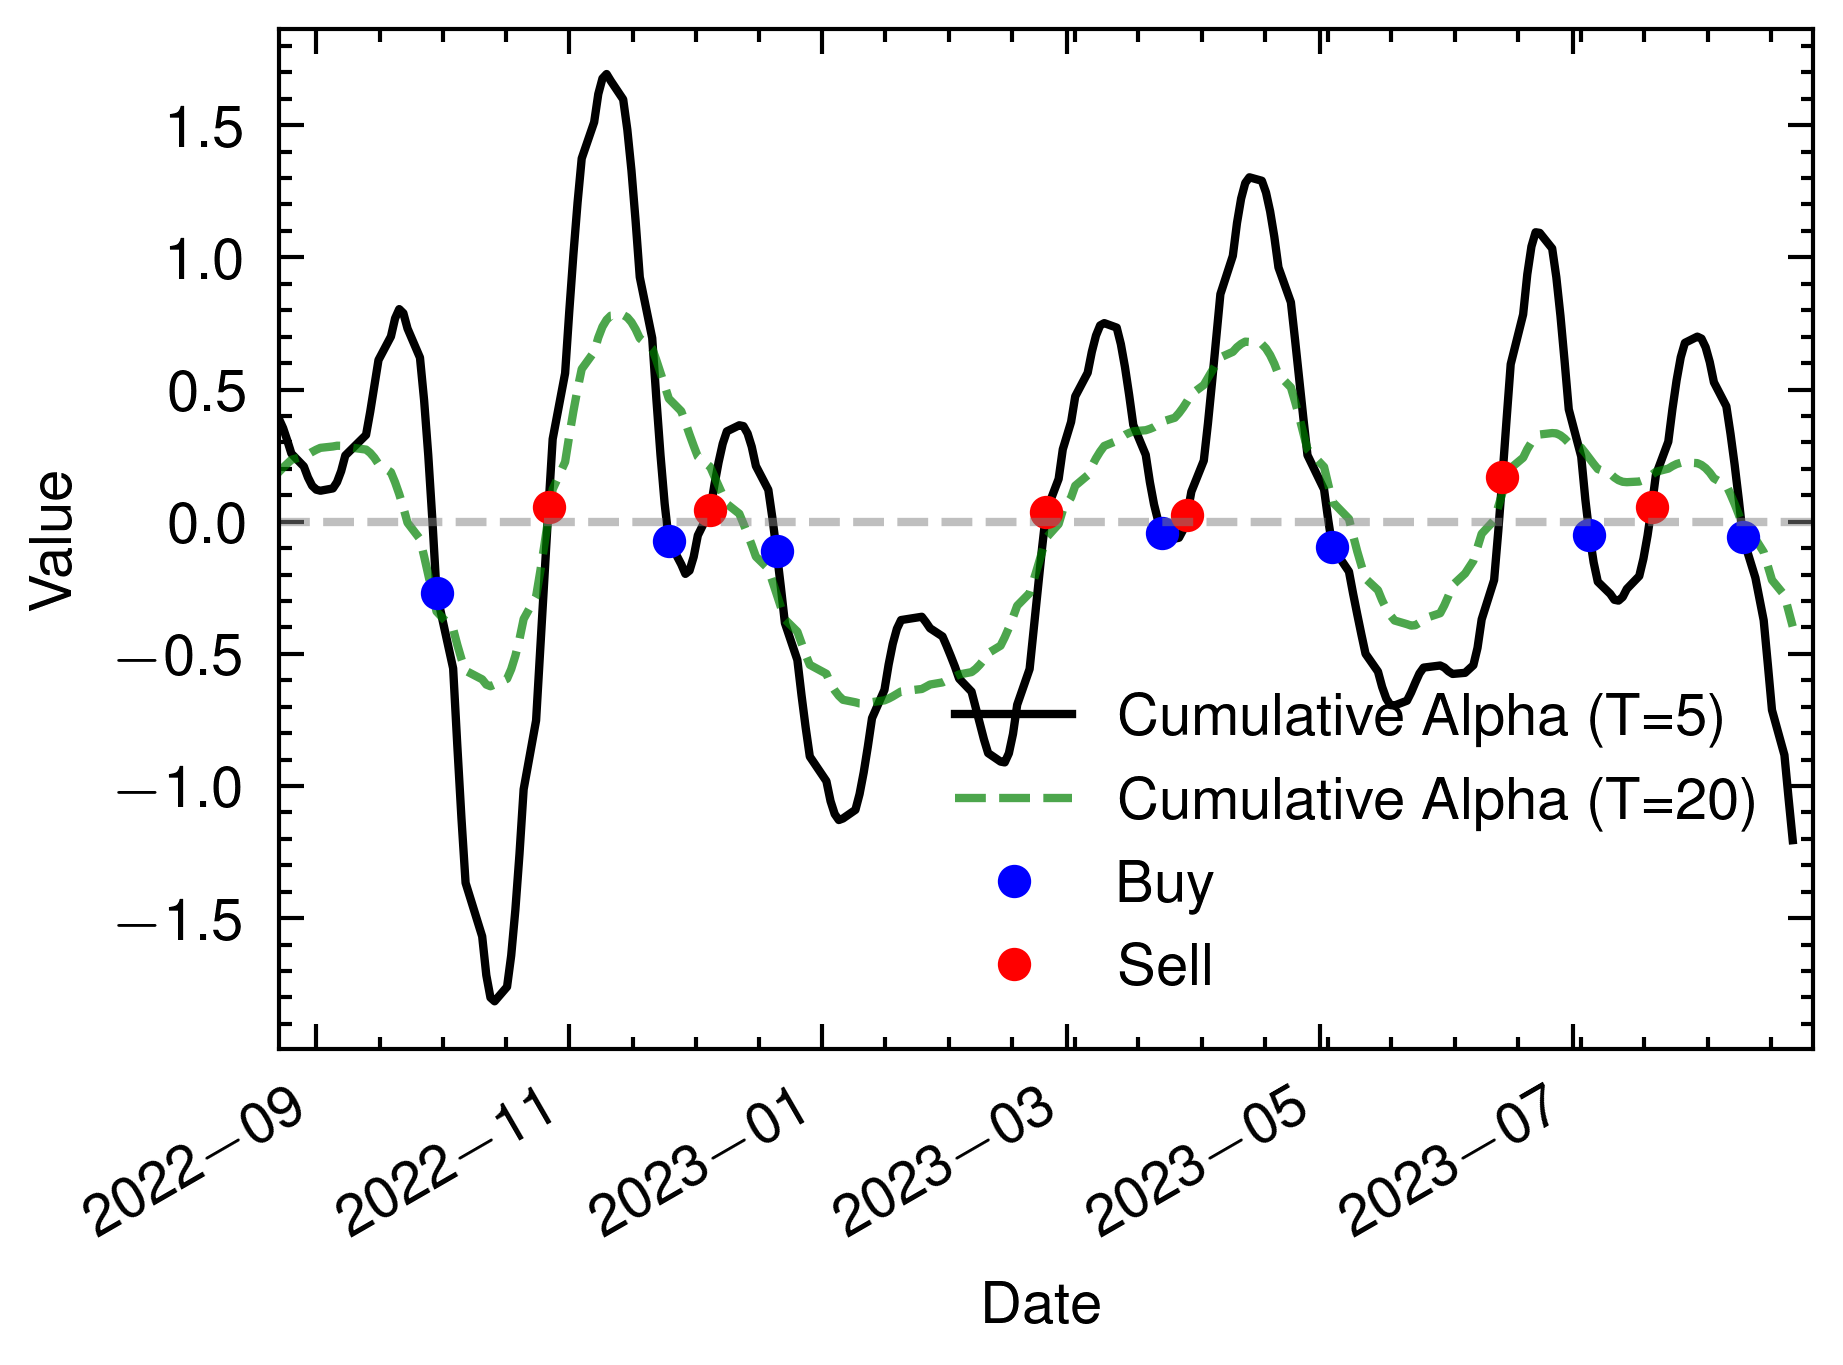 Value
1.5
1.0
0.5
0.0
−0.5
−1.0
−1.5
Cumulative Alpha (T=5)
Cumulative Alpha (T=20)
Buy
Sell
2022−09
2022−11
2023−01
2023−03
2023−05
2023−07
Date